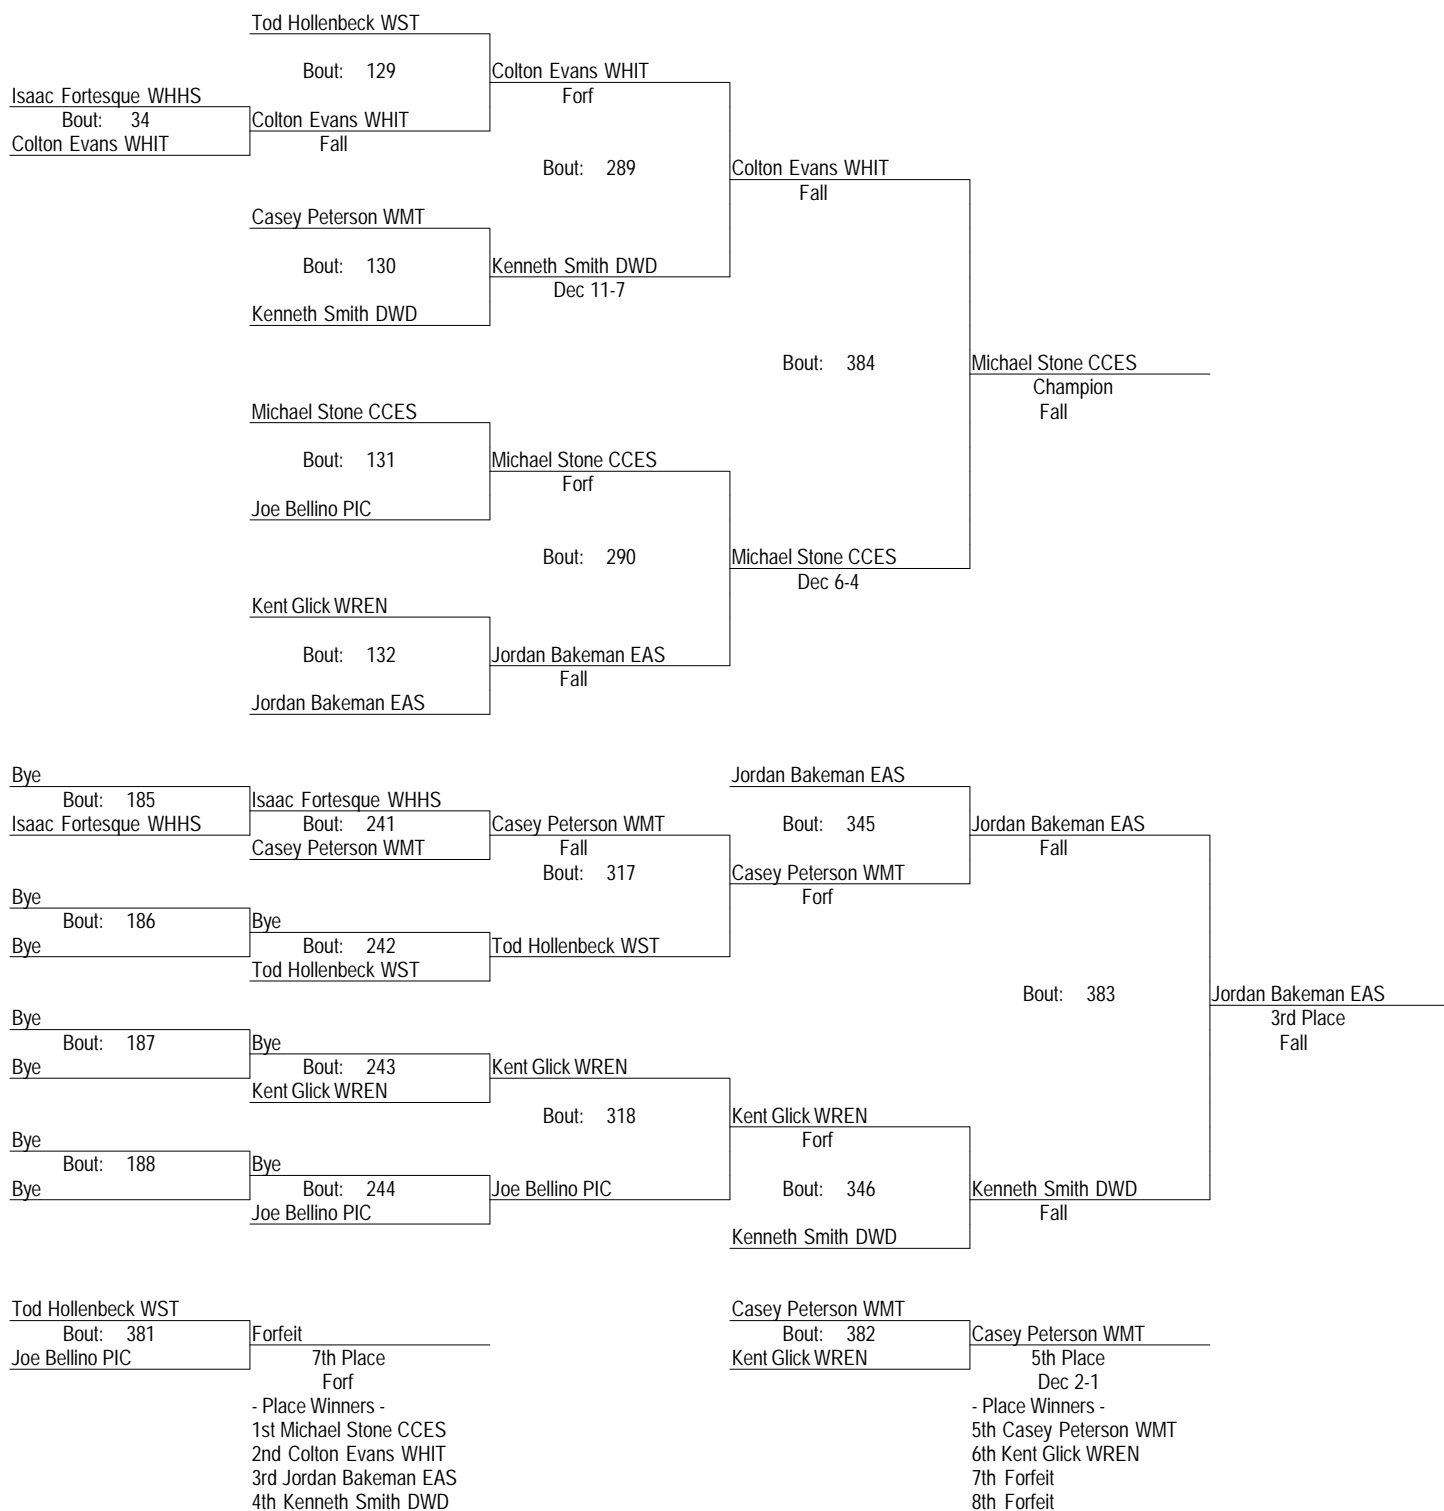 Tod Hollenbeck WST
Bout: 129
Colton Evans WHIT
Forf
Isaac Fortesque WHHS
Bout: 34
Colton Evans WHIT
Colton Evans WHIT
Fall
Bout: 289
Colton Evans WHIT
Fall
Casey Peterson WMT
Bout: 130
Kenneth Smith DWD
Dec 11-7
Kenneth Smith DWD
Bout: 384
Michael Stone CCES
Champion
Fall
Michael Stone CCES
Bout: 131
Michael Stone CCES
Forf
Joe Bellino PIC
Bout: 290
Michael Stone CCES
Dec 6-4
Kent Glick WREN
Bout: 132
Jordan Bakeman EAS
Fall
Jordan Bakeman EAS
Bye
Bout: 185
Isaac Fortesque WHHS
Isaac Fortesque WHHS
Bout: 241
Casey Peterson WMT
Casey Peterson WMT
Fall
Bout: 317
Jordan Bakeman EAS
Bout: 345
Casey Peterson WMT
Forf
Jordan Bakeman EAS
Fall
Bye
Bout: 186
Bye
Bye
Bout: 242
Tod Hollenbeck WST
Tod Hollenbeck WST
Bout: 383
Jordan Bakeman EAS
3rd Place
Fall
Bye
Bout: 187
Bye
Bye
Bout: 243
Kent Glick WREN
Kent Glick WREN
Bout: 318
Kent Glick WREN
Forf
Bye
Bout: 188
Bye
Bye
Bout: 244
Joe Bellino PIC
Joe Bellino PIC
Bout: 346
Kenneth Smith DWD
Kenneth Smith DWD
Fall
Tod Hollenbeck WST
Bout: 381
Joe Bellino PIC
Forfeit
7th Place
Forf
- Place Winners -
1st Michael Stone CCES
2nd Colton Evans WHIT
3rd Jordan Bakeman EAS
4th Kenneth Smith DWD
Casey Peterson WMT
Bout: 382
Kent Glick WREN
Casey Peterson WMT
5th Place
Dec 2-1
- Place Winners -
5th Casey Peterson WMT
6th Kent Glick WREN
7th Forfeit
8th Forfeit